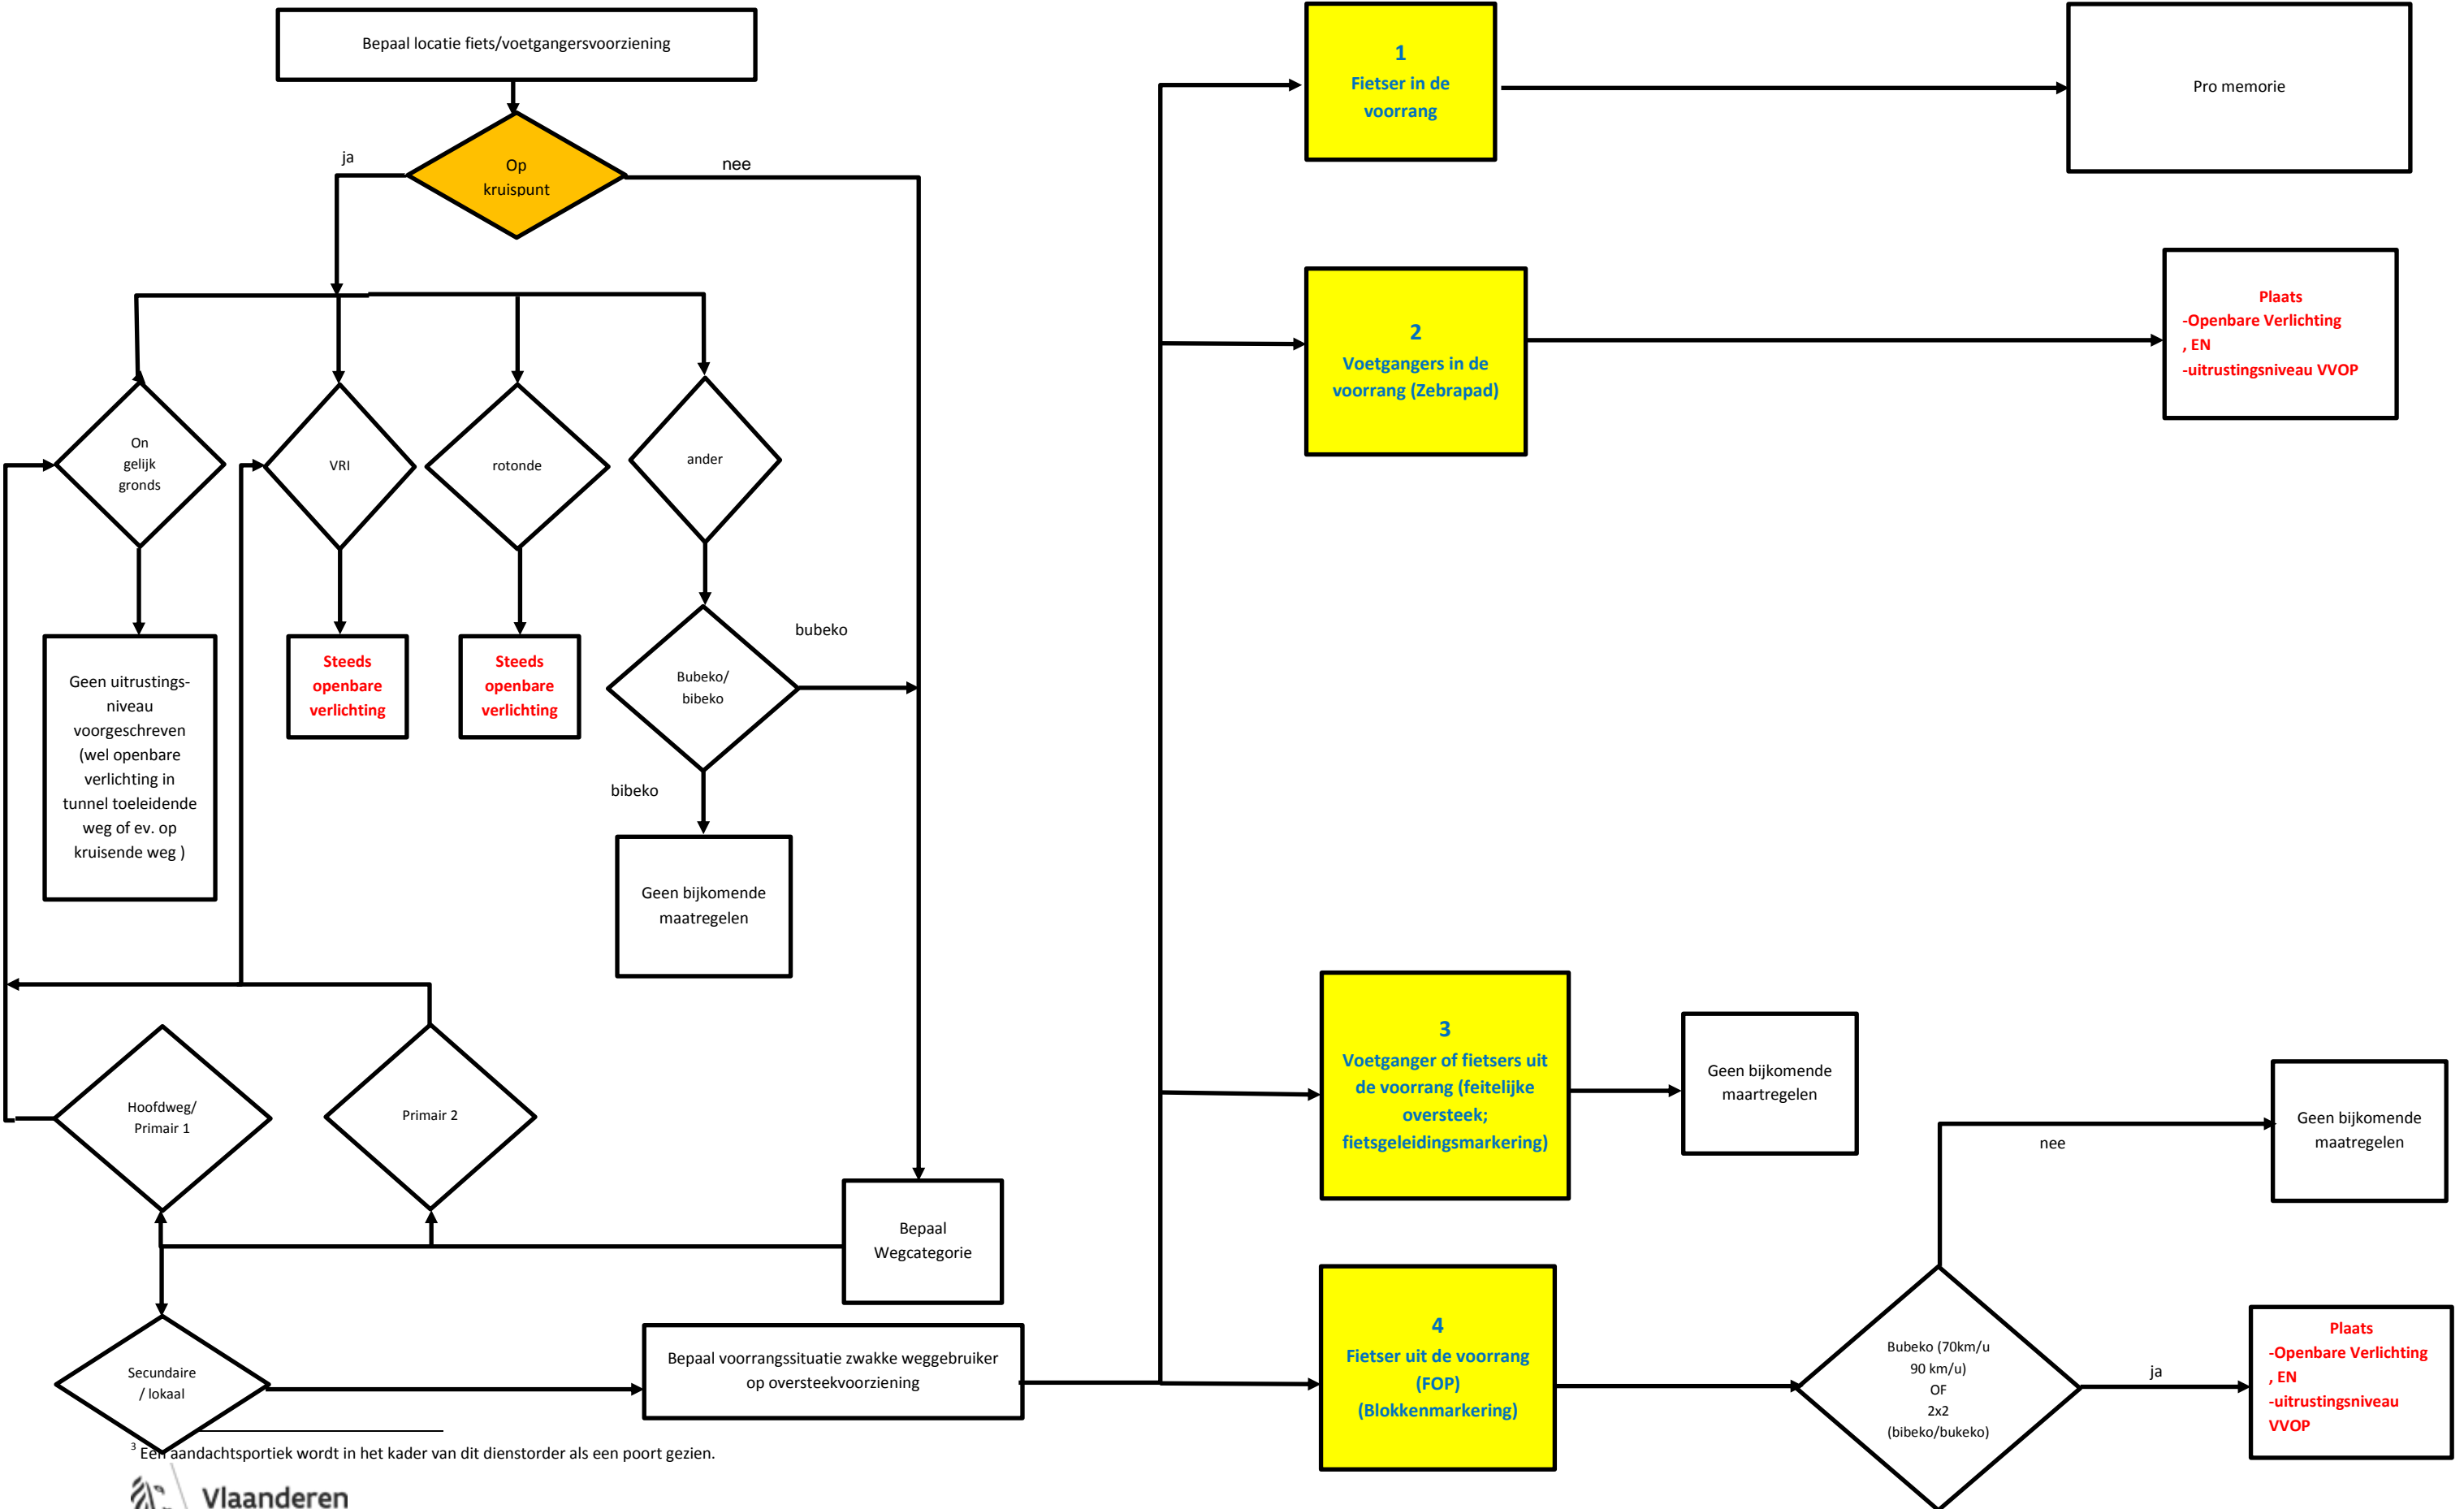 Bepaal locatie fiets/voetgangersvoorziening
Op
kruispunt
ja
nee
On
gelijk
gronds
VRI
rotonde
ander
Geen uitrustings-
niveau
voorgeschreven
(wel openbare
verlichting in
tunnel toeleidende
weg of ev. op
kruisende weg )
Steeds
openbare
verlichting
Steeds
openbare
verlichting
Bubeko/
bibeko
bubeko
bibeko
Geen bijkomende
maatregelen
Hoofdweg/
Primair 1
Primair 2
Bepaal
Wegcategorie
Secundaire
/ lokaal
Bepaal voorrangssituatie zwakke weggebruiker
op oversteekvoorziening
1
Fietser in de
voorrang
Pro memorie
2
Voetgangers in de
voorrang (Zebrapad)
Plaats
-Openbare Verlichting
, EN
-uitrustingsniveau VVOP
3
Voetganger of fietsers uit
de voorrang (feitelijke
oversteek;
fietsgeleidingsmarkering)
Geen bijkomende
maartregelen
4
Fietser uit de voorrang
(FOP)
(Blokkenmarkering)
Bubeko (70km/u
90 km/u)
OF
2x2
(bibeko/bukeko)
nee
Geen bijkomende
maatregelen
ja
Plaats
-Openbare Verlichting
, EN
-uitrustingsniveau
VVOP
3 Een aandachtsportiek wordt in het kader van dit dienstorder als een poort gezien.
Vlaanderen